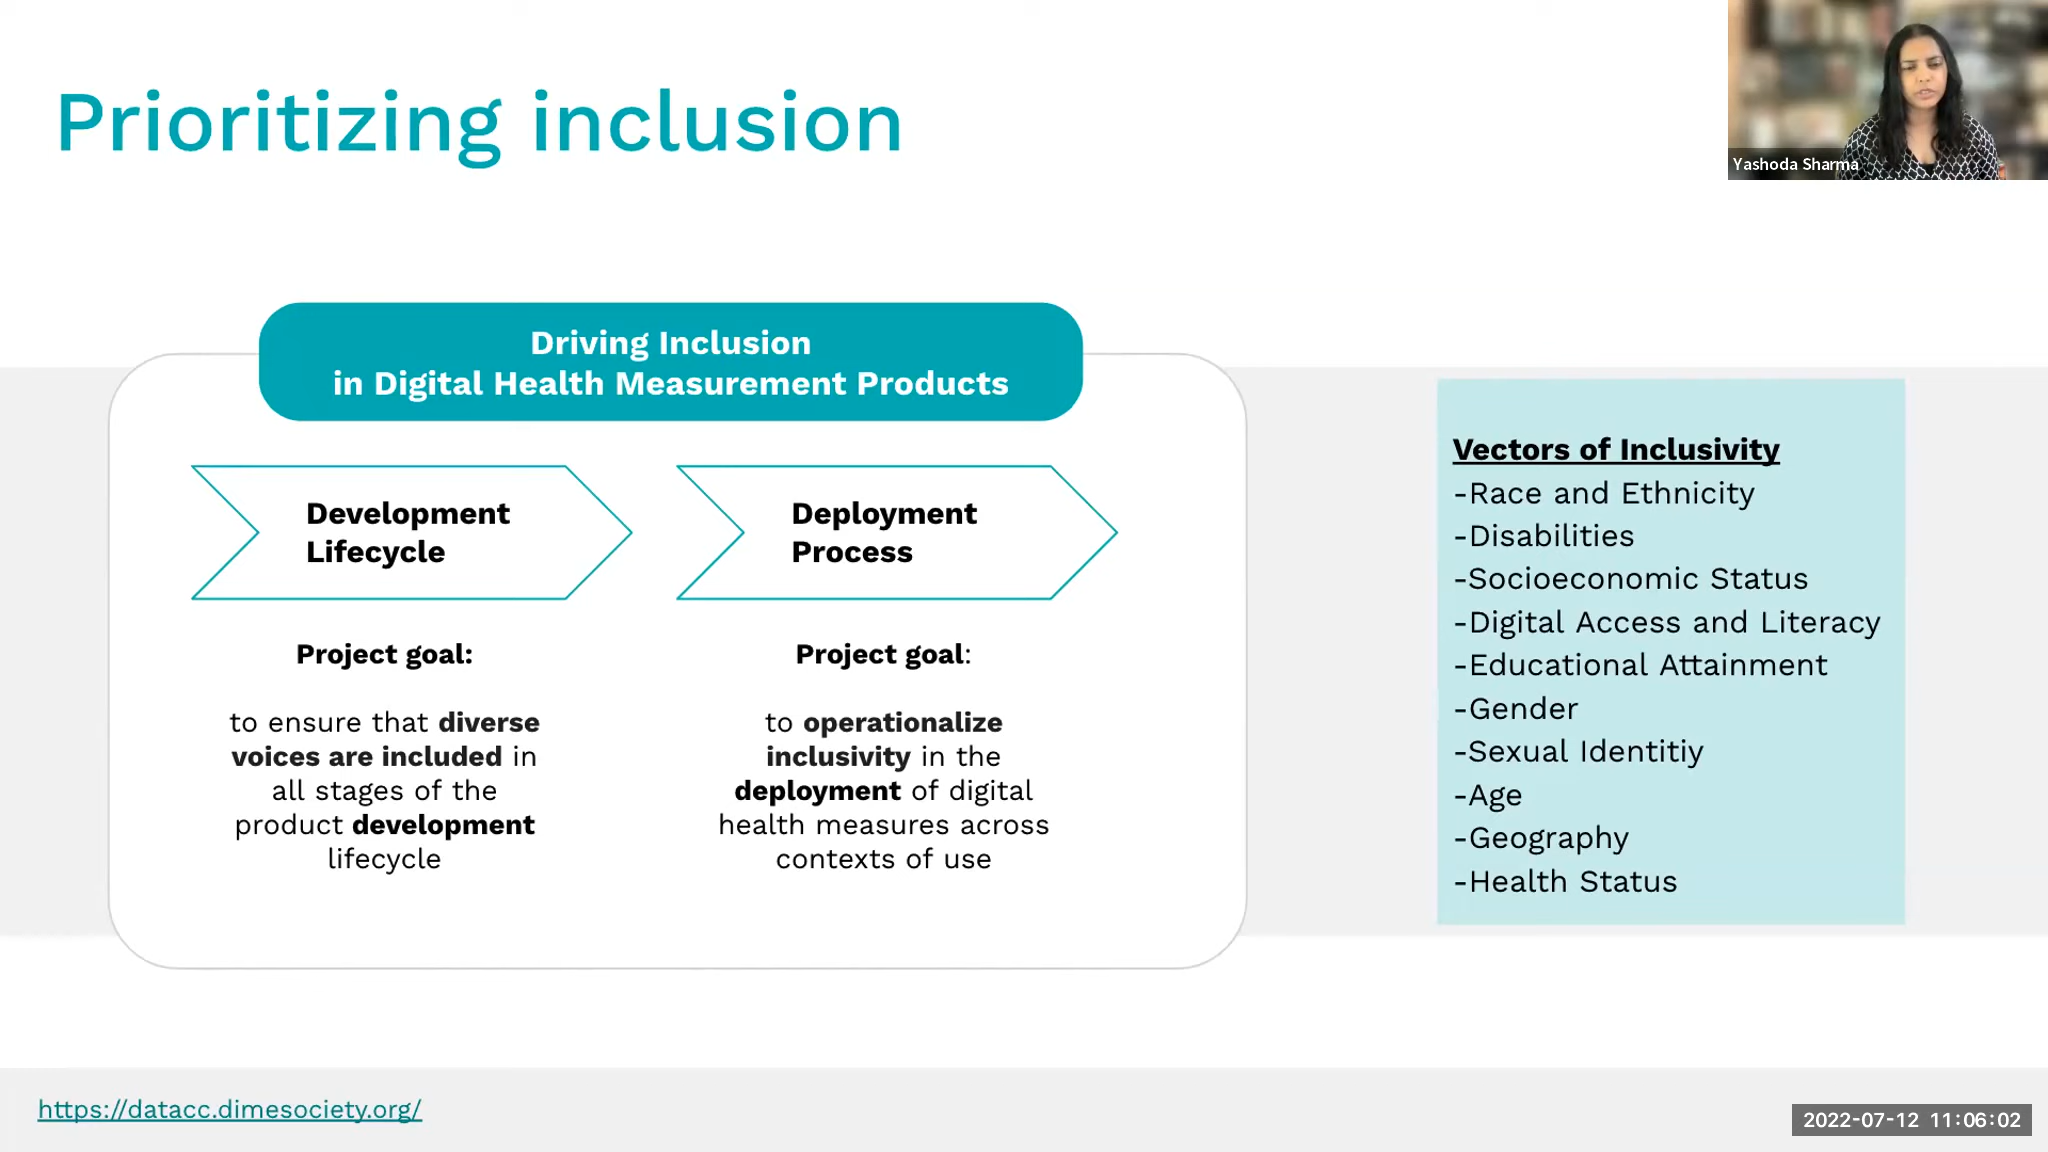 Prioritizing inclusion
Yashoda Sharma
Driving Inclusion
in Digital Health Measurement Products
Development
Lifecycle
Project goal:
to ensure that diverse
voices are included in
all stages of the
product development
lifecycle
Deployment
Process
Project goal:
to operationalize
inclusivity in the
deployment of digital
health measures across
contexts of use
Vectors of Inclusivity
-Race and Ethnicity
-Disabilities
-Socioeconomic Status
-Digital Access and Literacy
-Educational Attainment
-Gender
-Sexual Identitiy
-Age
-Geography
-Health Status
https://datacc.dimesociety.org/
2022-07-12 11:06:02